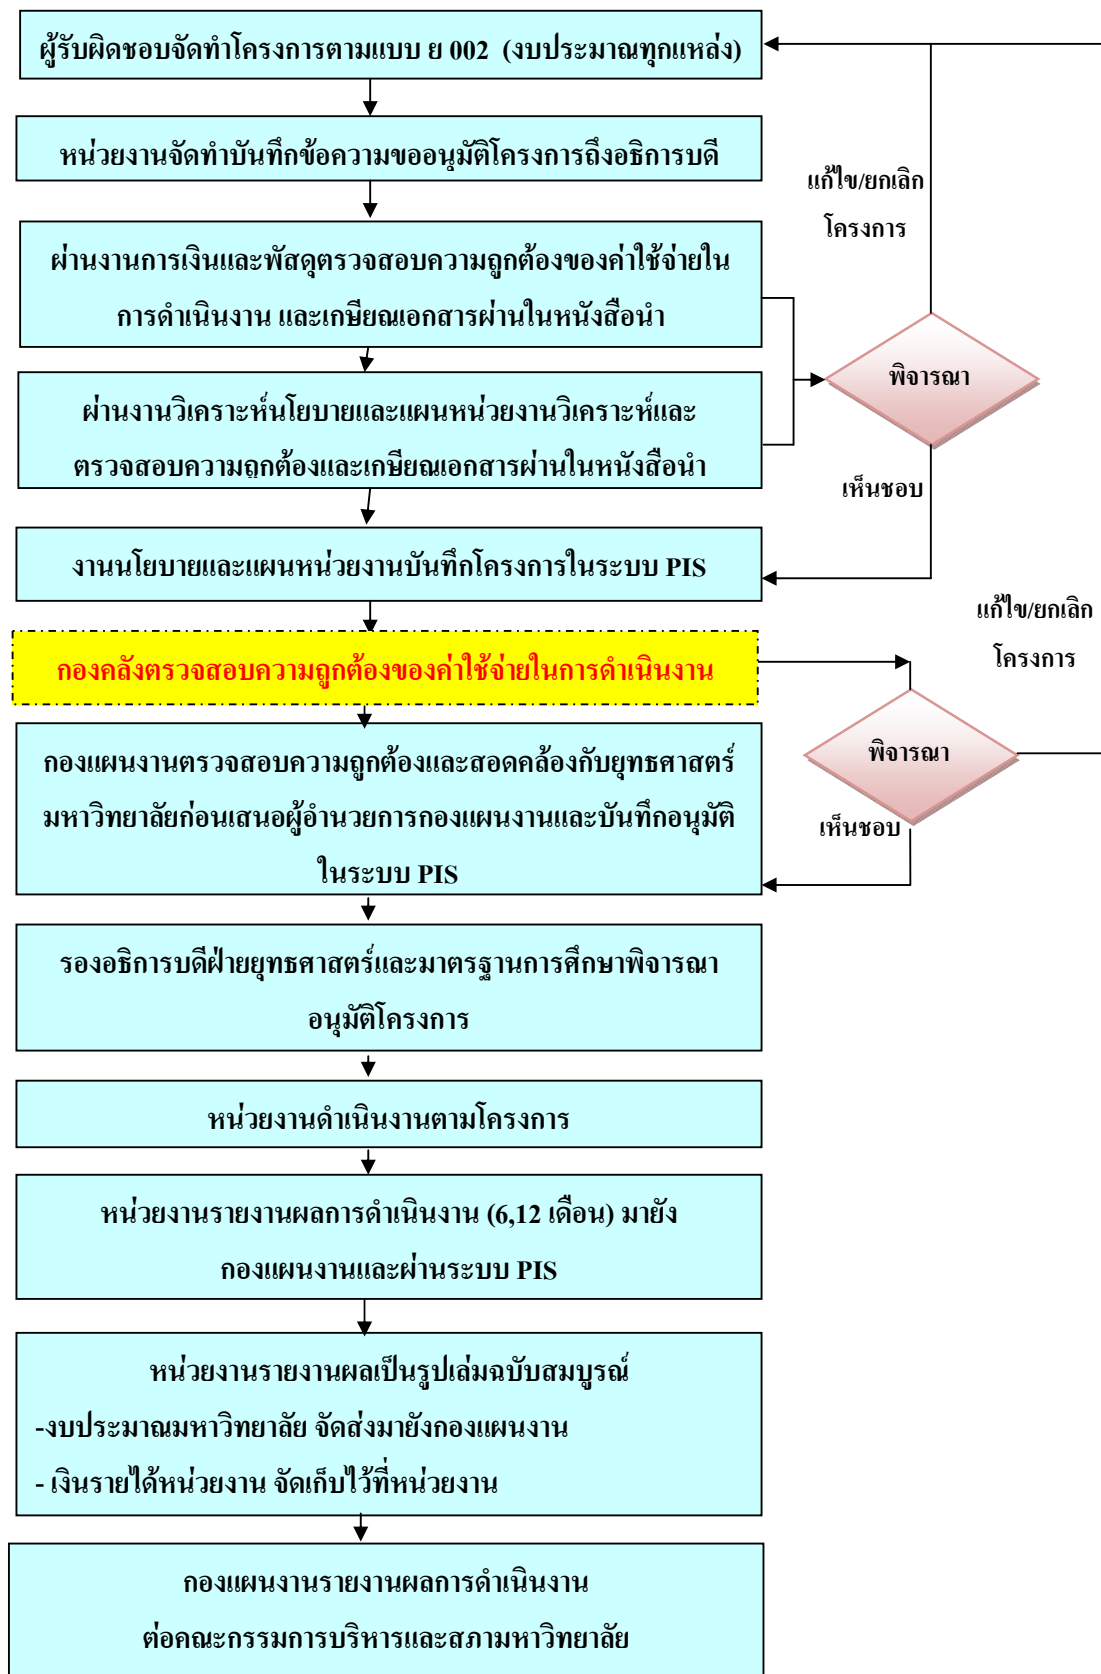 ผู้รับผิดชอบจัดทำโครงการตามแบบ ย 002 (งบประมาณทุกแหล่ง)
หน่วยงานจัดทำบันทึกข้อความขออนุมัติโครงการถึงอธิการบดี
แก้ไข/ยกเลิก
โครงการ
ผ่านงานการเงินและพัสดุตรวจสอบความถูกต้องของค่าใช้จ่ายใน
การดำเนินงาน และเกษียณเอกสารผ่านในหนังสือนำ
พิจารณา
ผ่านงานวิเคราะห์นโยบายและแผนหน่วยงานวิเคราะห์และ
ตรวจสอบความถูกต้องและเกษียณเอกสารผ่านในหนังสือนำ
เห็นชอบ
งานนโยบายและแผนหน่วยงานบันทึกโครงการในระบบ PIS
แก้ไข/ยกเลิก
โครงการ
กองคลังตรวจสอบความถูกต้องของค่าใช้จ่ายในการดำเนินงาน
พิจารณา
กองแผนงานตรวจสอบความถูกต้องและสอดคล้องกับยุทธศาสตร์
มหาวิทยาลัยก่อนเสนอผู้อำนวยการกองแผนงานและบันทึกอนุมัติ
ในระบบ PIS
เห็นชอบ
รองอธิการบดีฝ่ายยุทธศาสตร์และมาตรฐานการศึกษาพิจารณา
อนุมัติโครงการ
หน่วยงานดำเนินงานตามโครงการ
หน่วยงานรายงานผลการดำเนินงาน (6,12 เดือน) มายัง
กองแผนงานและผ่านระบบ PIS
หน่วยงานรายงานผลเป็นรูปเล่มฉบับสมบูรณ์
-งบประมาณมหาวิทยาลัย จัดส่งมายังกองแผนงาน
- เงินรายได้หน่วยงาน จัดเก็บไว้ที่หน่วยงาน
กองแผนงานรายงานผลการดำเนินงาน
ต่อคณะกรรมการบริหารและสภามหาวิทยาลัย